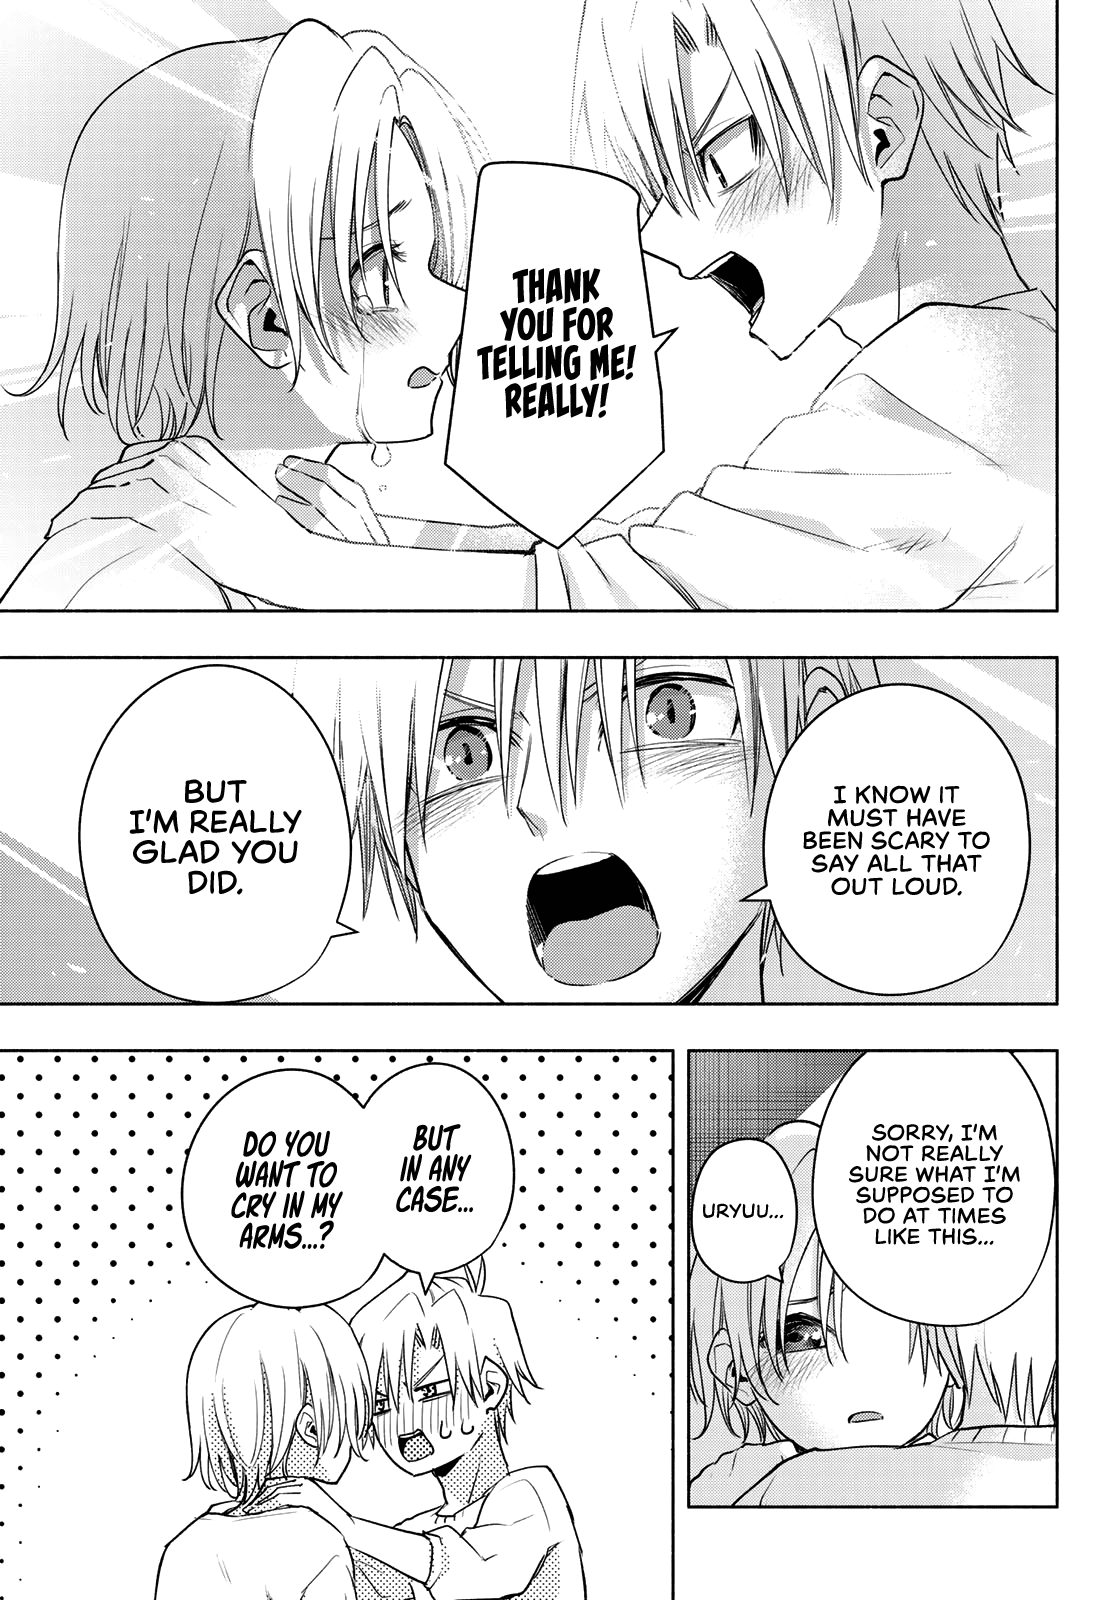 THANK
YOU FOR
TELLING ME!
REALLY!
I KNOW IT
MUST HAVE
BEEN SCARY TO
SAY ALL THAT
OUT LOUD.
BUT
I'M REALLY
GLAD YOU
DID.
SORRY, I'M
NOT REALLY
SURE WHAT I'M
SUPPOSED TO
DO AT TIMES
LIKE THIS...
URYUU...
BUT
IN ANY
CASE...
DO YOU
WANT TO
CRY IN MY
ARMS...?